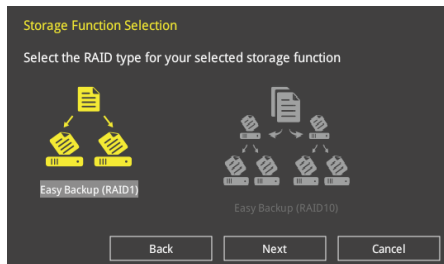 Storage Function Selection
Select the RAID type for your selected storage function
Easy Backup (RAID1)
Easy Backup (RAID10)
Back
Next
Cancel